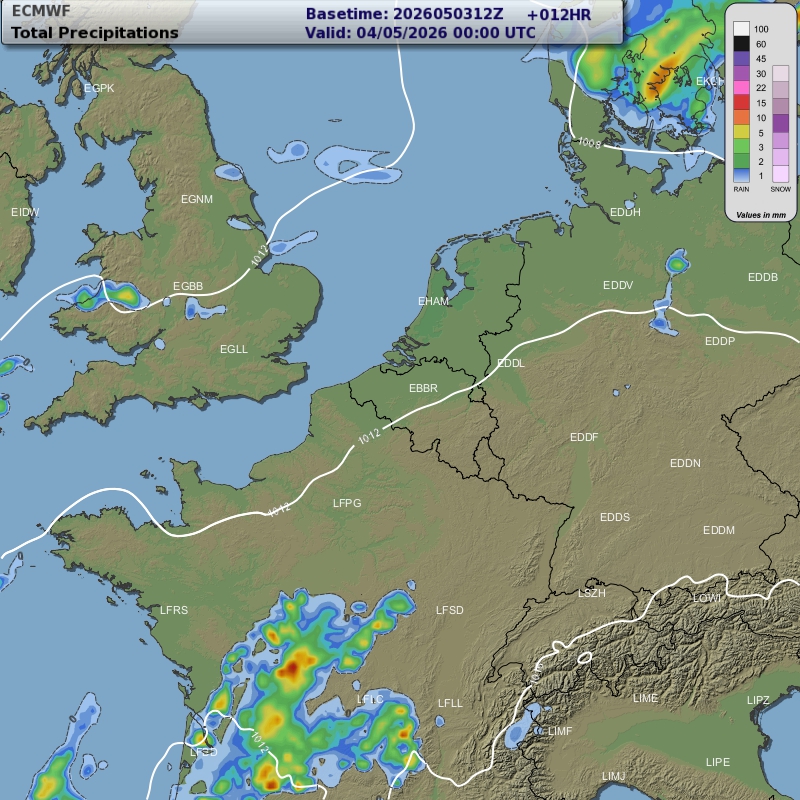 ECMWF
Basetime: 2026050312Z +012HR
Total Precipitations
Valid: 04/05/2026 00:00 UTC
100
60
45
30
22
15
10
5
3
2
1
RAIN SNOW
Values in mm
EGPK
EIDW
EGNM
EGBB
EGLL
EHAM
EBBR
EDDL
EDDH
EDDV
EDDB
EDDP
EDDF
EDDN
EDDS
EDDM
LFPG
LFRS
LFSD
LSZH
LOWI
LFLC
LFLL
LFBD
LIME
LIMF
LIPZ
LIPE
LIMJ
1008
1012
1012
1012
1012